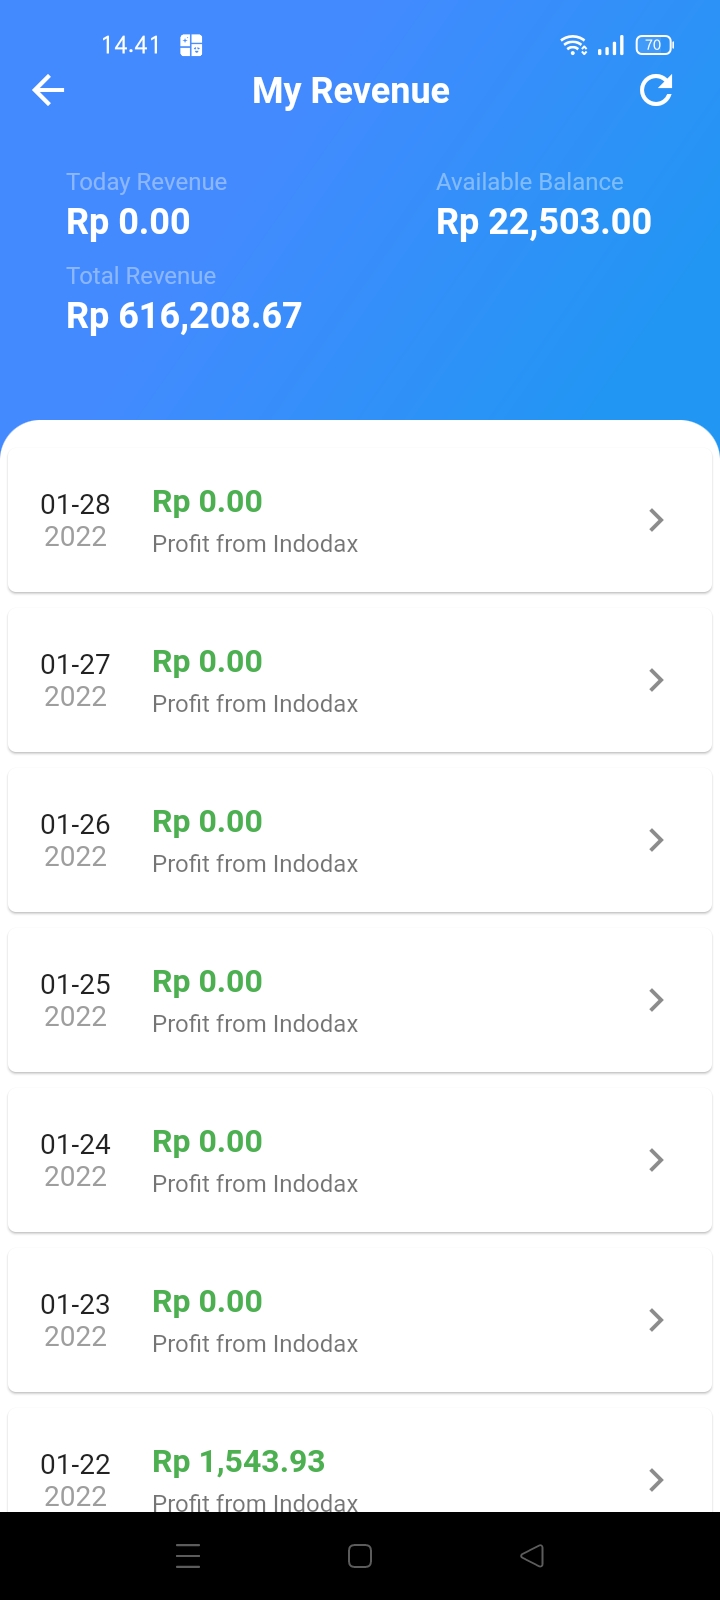 14.41
70
My Revenue
Today Revenue
Rp 0.00
Available Balance
Rp 22,503.00
Total Revenue
Rp 616,208.67
01-28
2022
Rp 0.00
Profit from Indodax
01-27
2022
Rp 0.00
Profit from Indodax
01-26
2022
Rp 0.00
Profit from Indodax
01-25
2022
Rp 0.00
Profit from Indodax
01-24
2022
Rp 0.00
Profit from Indodax
01-23
2022
Rp 0.00
Profit from Indodax
01-22
2022
Rp 1,543.93
Profit from Indodax